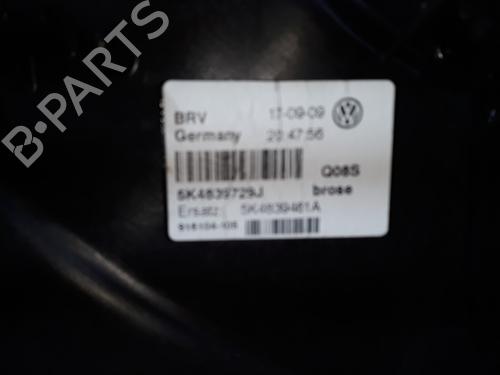 B-PARTS
BRV 17-09-09
Germany 20:47:56
Q08S
5K4839729J brose
Ersatz: 5K4839461A